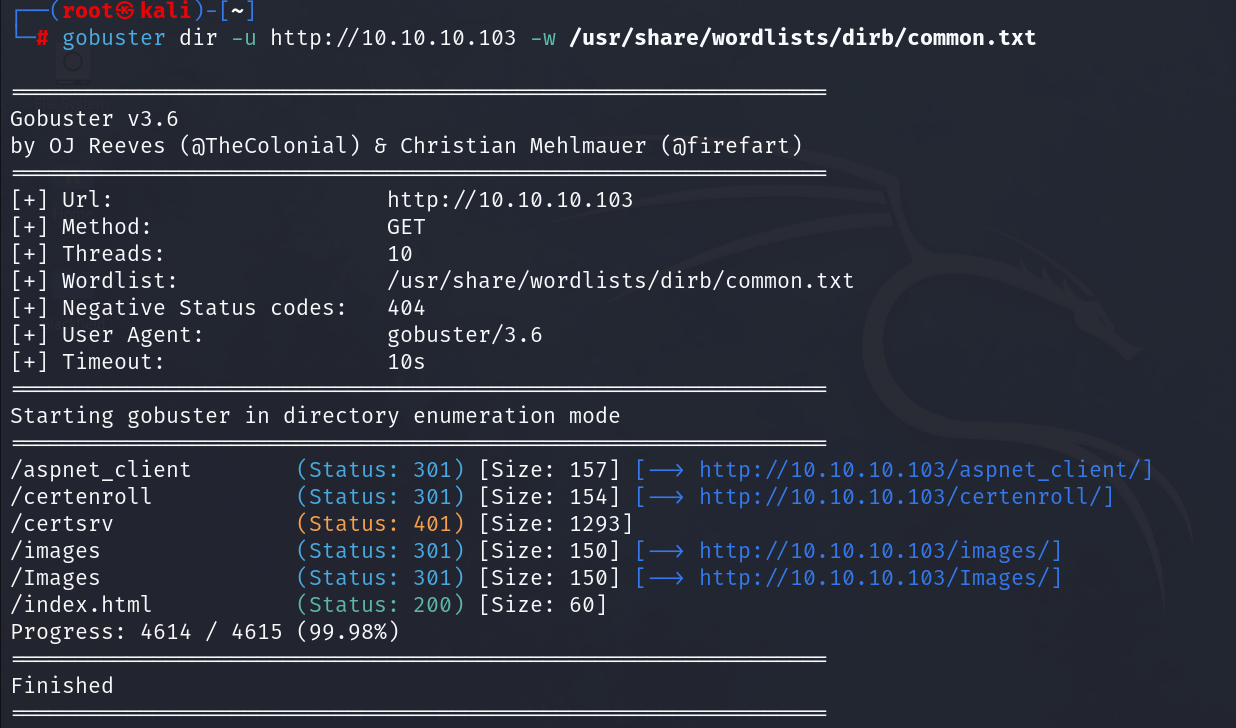 ┌──(root㉿kali)-[~]
└─# gobuster dir -u http://10.10.10.103 -w /usr/share/wordlists/dirb/common.txt
===============================================================
Gobuster v3.6
by OJ Reeves (@TheColonial) & Christian Mehlmauer (@firefart)
===============================================================
[+] Url:                     http://10.10.10.103
[+] Method:                  GET
[+] Threads:                 10
[+] Wordlist:                /usr/share/wordlists/dirb/common.txt
[+] Negative Status codes:   404
[+] User Agent:              gobuster/3.6
[+] Timeout:                 10s
===============================================================
Starting gobuster in directory enumeration mode
===============================================================
/aspnet_client        (Status: 301) [Size: 157] [--> http://10.10.10.103/aspnet_client/]
/certenroll           (Status: 301) [Size: 154] [--> http://10.10.10.103/certenroll/]
/certsrv              (Status: 401) [Size: 1293]
/images               (Status: 301) [Size: 150] [--> http://10.10.10.103/images/]
/Images               (Status: 301) [Size: 150] [--> http://10.10.10.103/Images/]
/index.html           (Status: 200) [Size: 60]
Progress: 4614 / 4615 (99.98%)
===============================================================
Finished
===============================================================